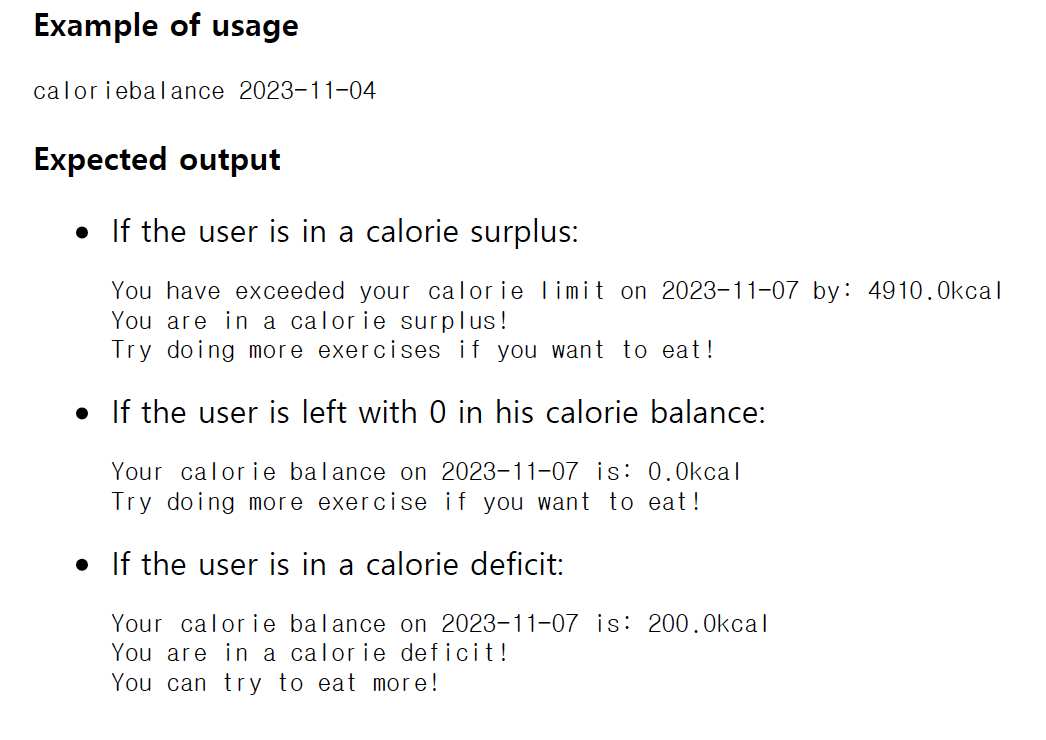 Example of usage
caloriebalance 2023-11-04
Expected output
If the user is in a calorie surplus:
You have exceeded your calorie limit on 2023-11-07 by: 4910.0kcal
You are in a calorie surplus!
Try doing more exercises if you want to eat!
If the user is left with 0 in his calorie balance:
Your calorie balance on 2023-11-07 is: 0.0kcal
Try doing more exercise if you want to eat!
If the user is in a calorie deficit:
Your calorie balance on 2023-11-07 is: 200.0kcal
You are in a calorie deficit!
You can try to eat more!